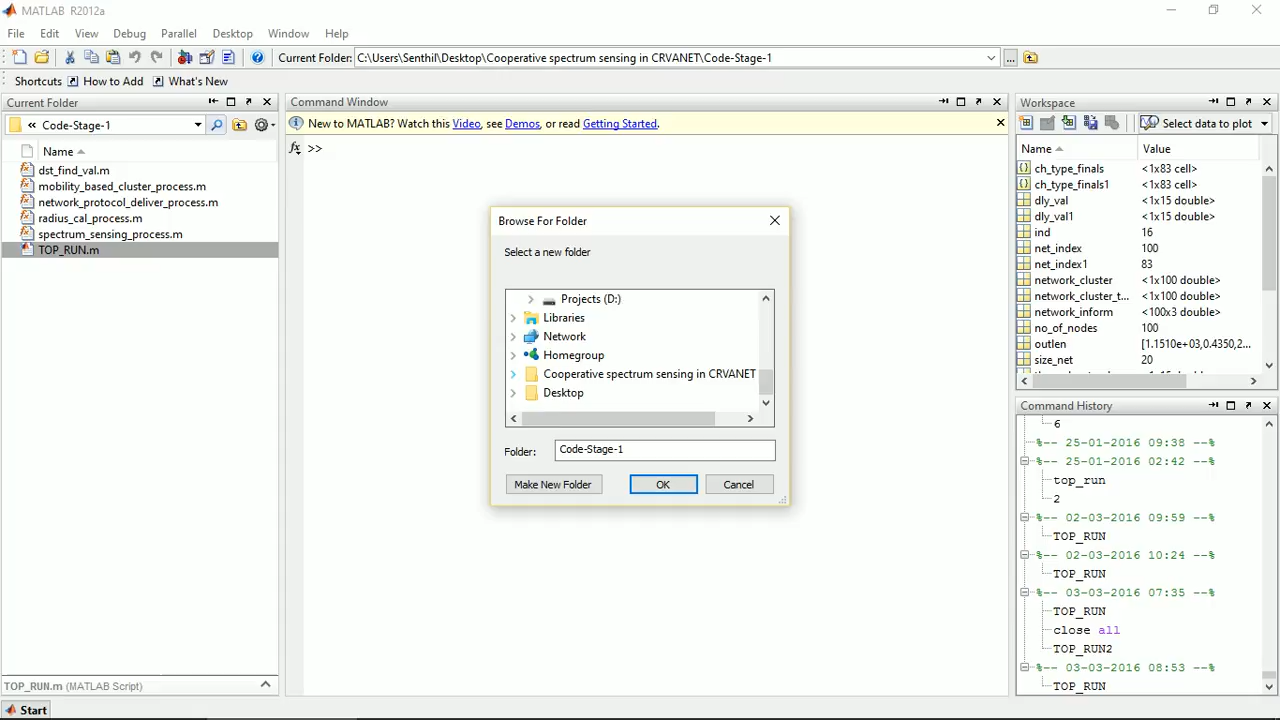 MATLAB R2012a
File Edit View Debug Parallel Desktop Window Help
Current Folder: C:\Users\Senthil\Desktop\Cooperative spectrum sensing in CRVANET\Code-Stage-1
...
Shortcuts How to Add What's New
Current Folder
« Code-Stage-1
Name
dst_find_val.m
mobility_based_cluster_process.m
network_protocol_deliver_process.m
radius_cal_process.m
spectrum_sensing_process.m
TOP_RUN.m
TOP_RUN.m (MATLAB Script)
Start
Command Window
New to MATLAB? Watch this Video, see Demos, or read Getting Started.
fx >>
Browse For Folder
Select a new folder
Projects (D:)
Libraries
Network
Homegroup
Cooperative spectrum sensing in CRVANET
Desktop
Folder: Code-Stage-1
Make New Folder OK Cancel
Workspace
Select data to plot
Name Value
ch_type_finals <1x83 cell>
ch_type_finals1 <1x83 cell>
dly_val <1x15 double>
dly_val1 <1x15 double>
ind 16
net_index 100
net_index1 83
network_cluster <1x100 double>
network_cluster_t... <1x100 double>
network_inform <100x3 double>
no_of_nodes 100
outlen [1.1510e+03,0.4350,2...
size_net 20
Command History
6
%-- 25-01-2016 09:38 --%
%-- 25-01-2016 02:42 --%
top_run
2
%-- 02-03-2016 09:59 --%
TOP_RUN
%-- 02-03-2016 10:24 --%
TOP_RUN
%-- 03-03-2016 07:35 --%
TOP_RUN
close all
TOP_RUN2
%-- 03-03-2016 08:53 --%
TOP_RUN